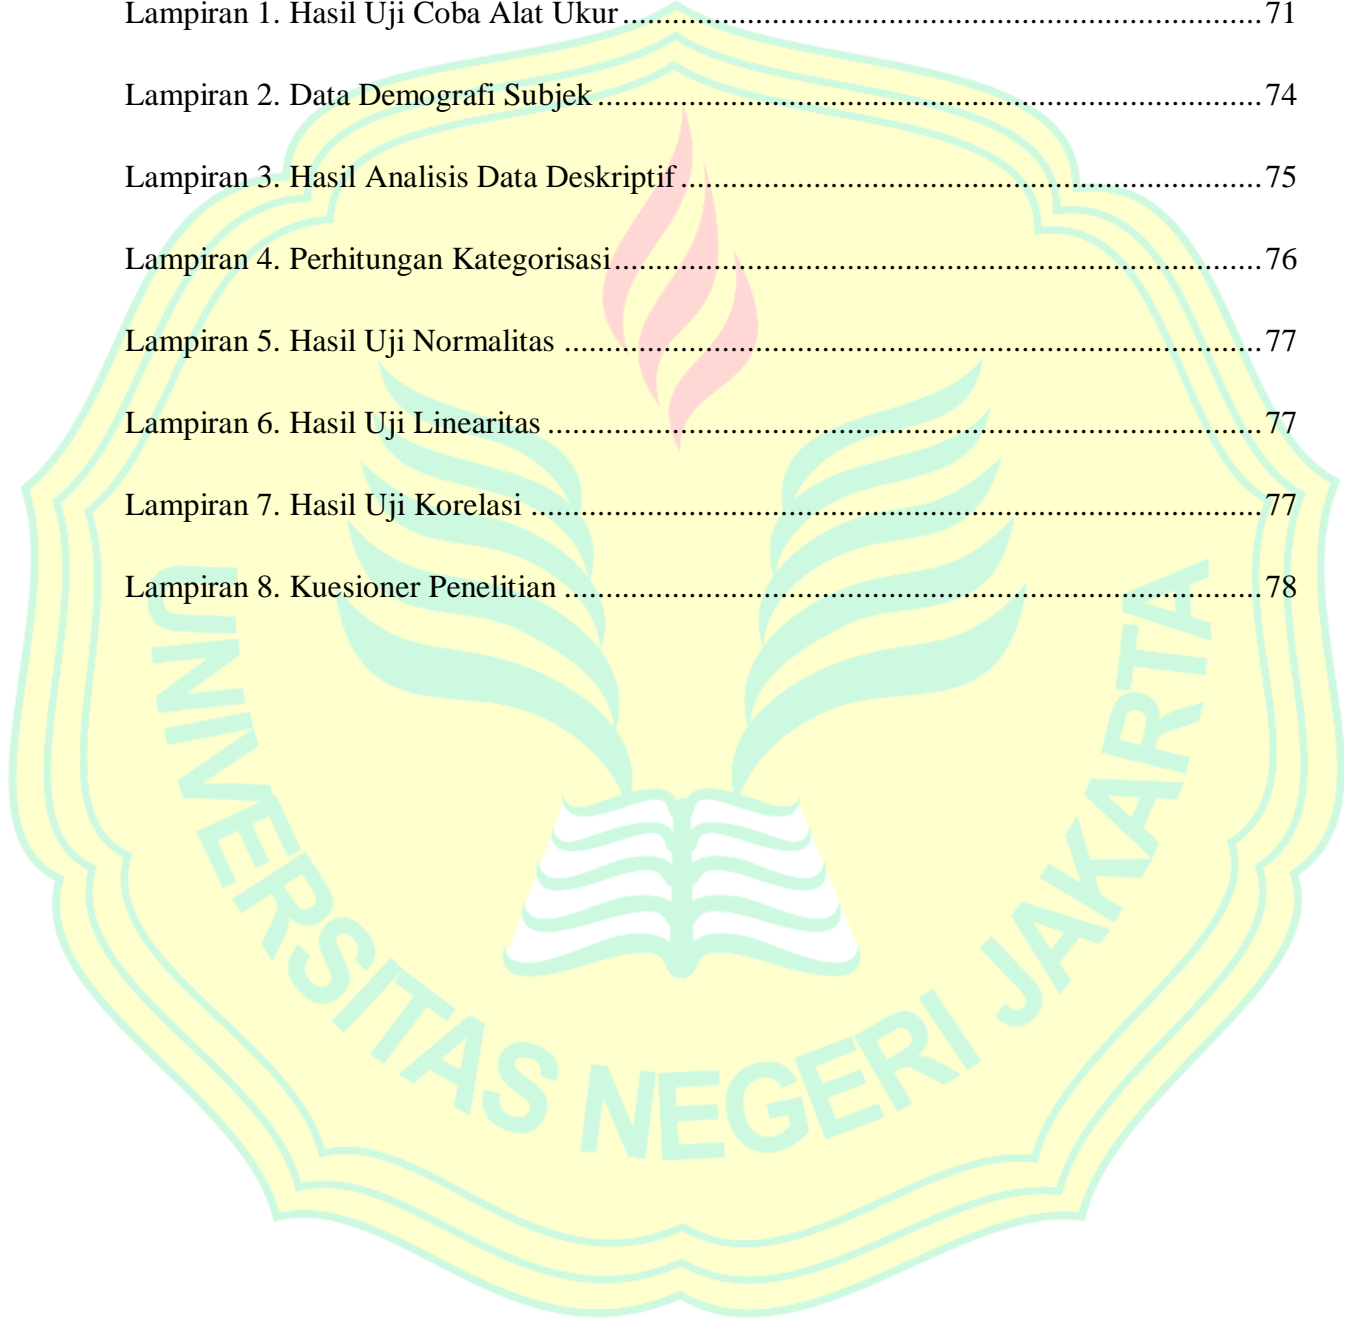 Lampiran 1. Hasil Uji Coba Alat Ukur..............................................................................71
Lampiran 2. Data Demografi Subjek.................................................................................74
Lampiran 3. Hasil Analisis Data Deskriptif.......................................................................75
Lampiran 4. Perhitungan Kategorisasi...............................................................................76
Lampiran 5. Hasil Uji Normalitas .....................................................................................77
Lampiran 6. Hasil Uji Linearitas .......................................................................................77
Lampiran 7. Hasil Uji Korelasi .........................................................................................77
Lampiran 8. Kuesioner Penelitian .....................................................................................78
UNIVERSITAS NEGERI JAKARTA